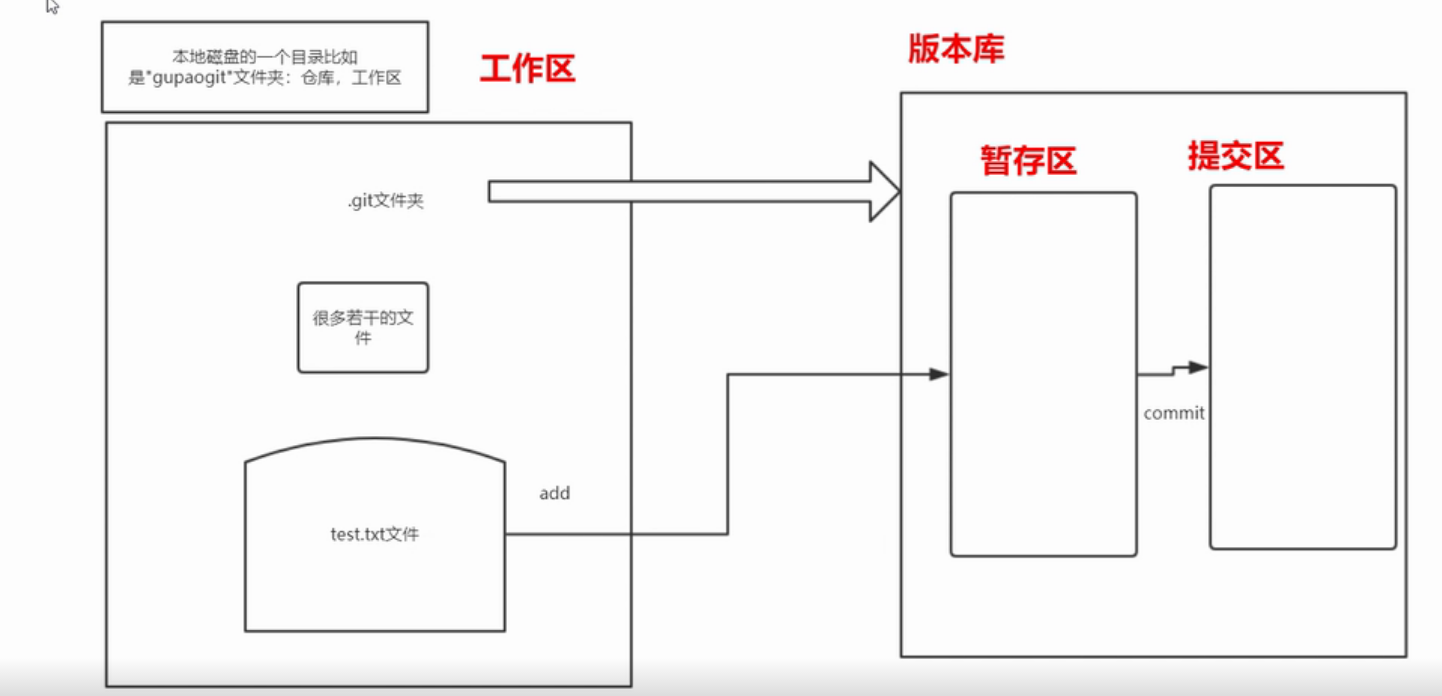 本地磁盘的一个目录比如
是"gupaogit"文件夹：仓库，工作区
工作区
版本库
暂存区
提交区
.git文件夹
很多若干的文
件
commit
add
test.txt文件